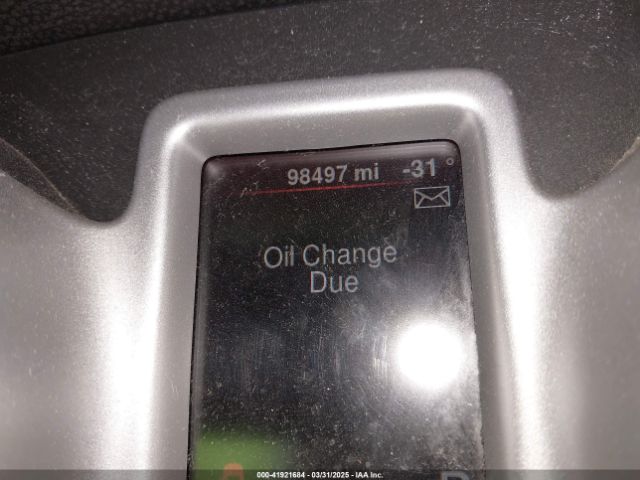 98497 mi -31°
Oil Change
Due
000-41921684 - 03/31/2025 - IAA Inc.